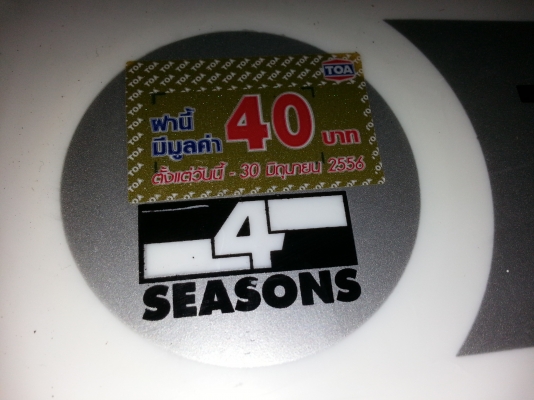 TOA
ฝานี้
มีมูลค่า 40 บาท
ตั้งแต่วันนี้ - 30 มิถุนายน 2556
4
SEASONS